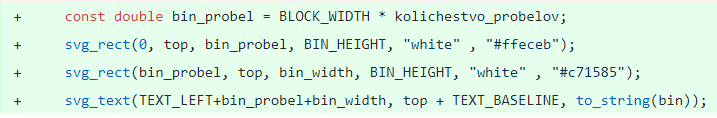 + const double bin_probel = BLOCK_WIDTH * kolichestvo_probelov;
+ svg_rect(0, top, bin_probel, BIN_HEIGHT, "white" , "#ffeceb");
+ svg_rect(bin_probel, top, bin_width, BIN_HEIGHT, "white" , "#c71585");
+ svg_text(TEXT_LEFT+bin_probel+bin_width, top + TEXT_BASELINE, to_string(bin));